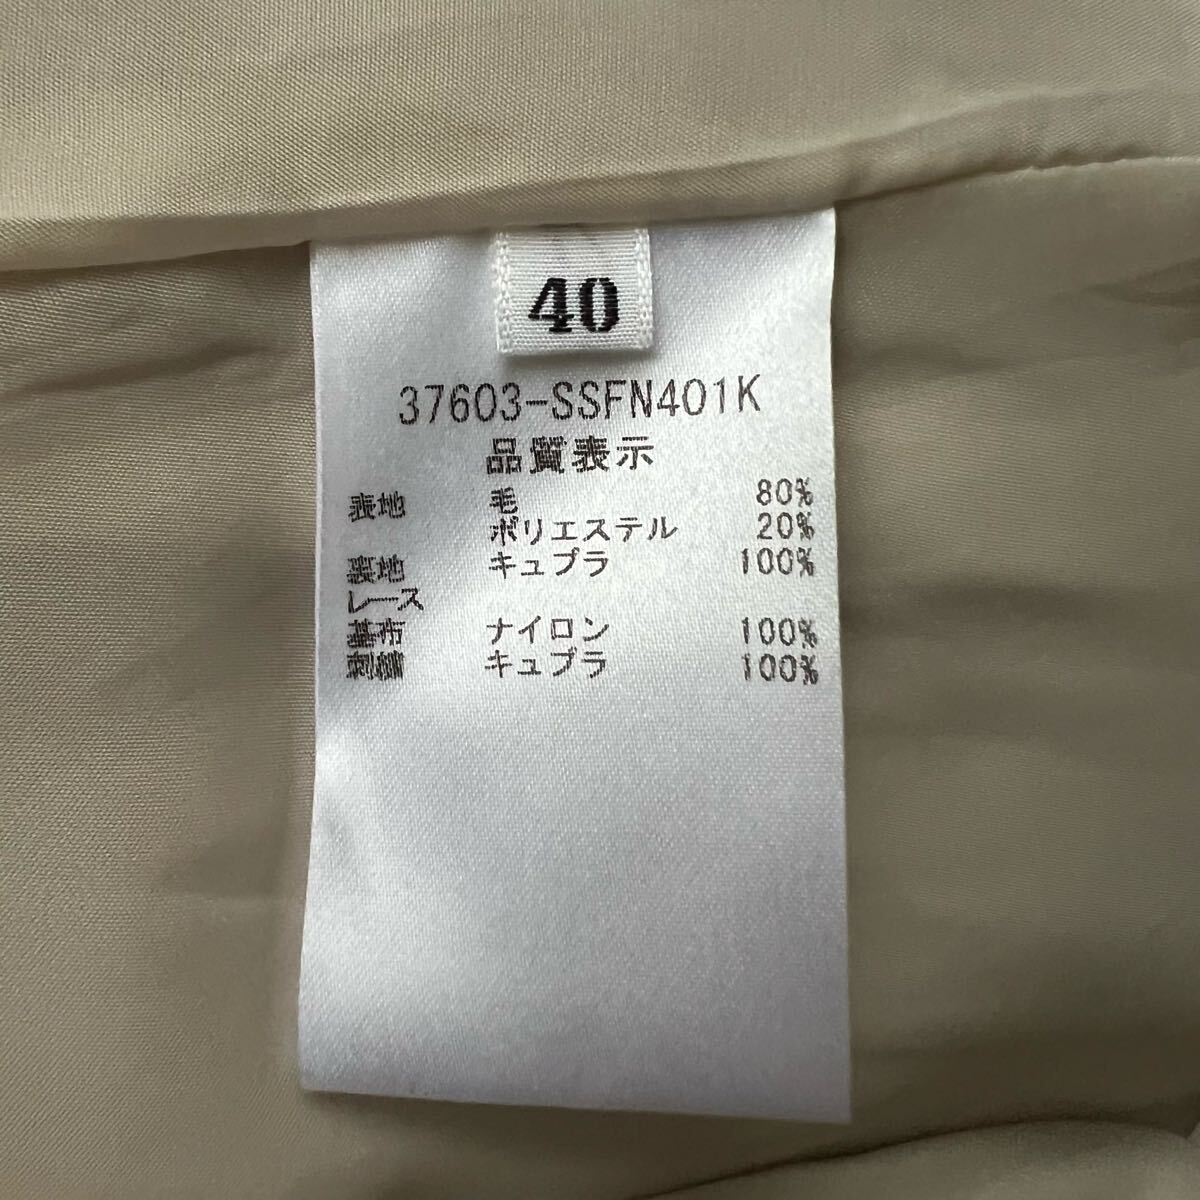 40
37603-SSFN401K
品質表示
表地 毛 80%
ポリエステル 20%
裏地 キュプラ 100%
レース
基布 ナイロン 100%
刺繍 キュプラ 100%